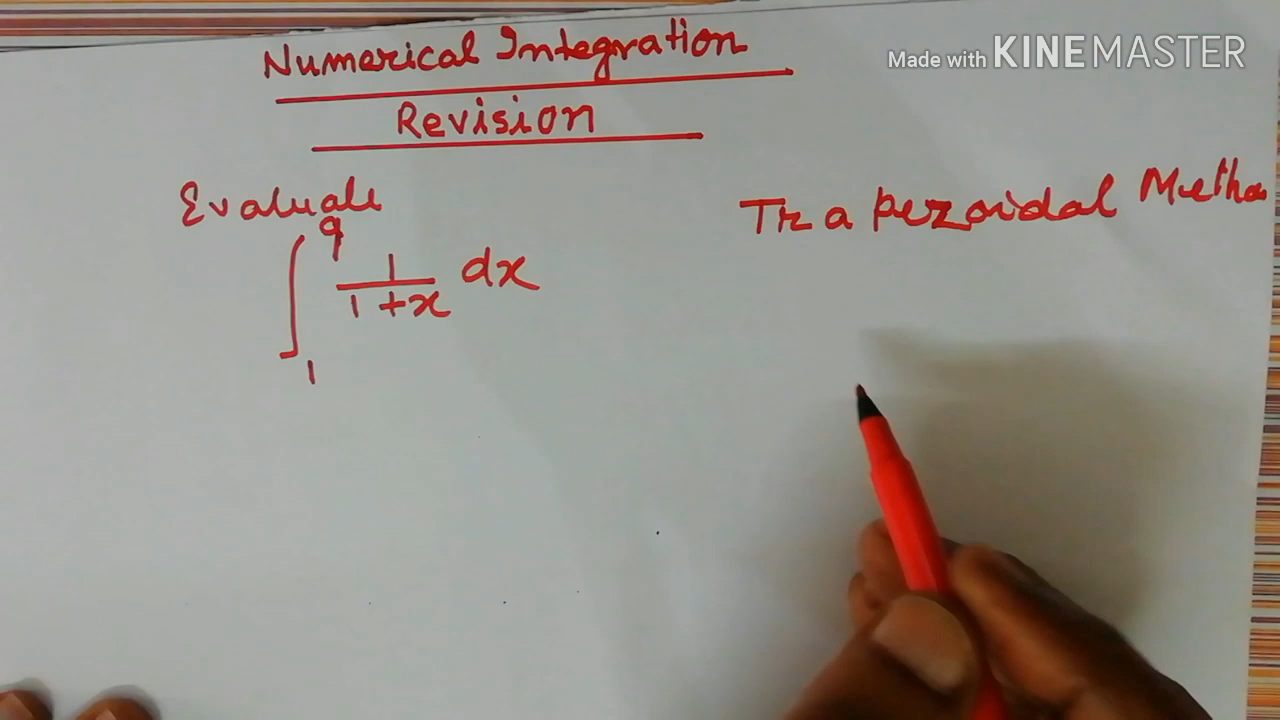 Numerical Integration
Made with KINEMASTER
Revision
Evaluate
Trapezoidal Metho
∫₁⁹ 1/(1+x) dx